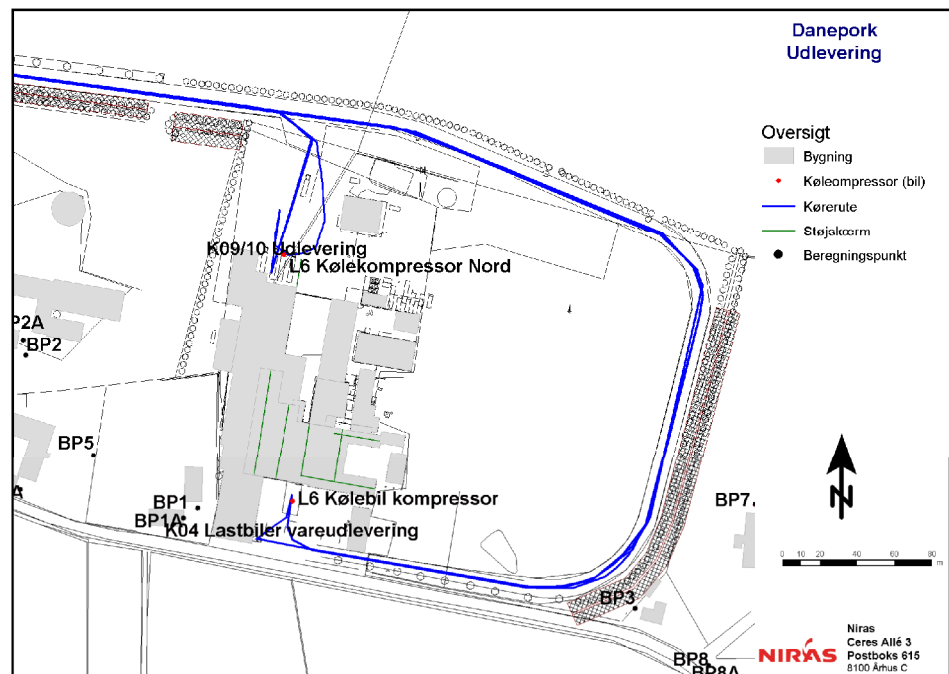 Danepork
Udlevering
Oversigt
Bygning
Køleompressor (bil)
Kørerute
Støjskærm
Beregningspunkt
K09/10 Udlevering
L6 Kølekompressor Nord
P2A
BP2
BP5
BP1
BP1A
L6 Kølebil kompressor
K04 Lastbiler vareudlevering
A
BP7
N
0 10 20 40 60 80
m
BP3
BP8
BP8A
NIRAS
Niras
Ceres Allé 3
Postboks 615
8100 Århus C